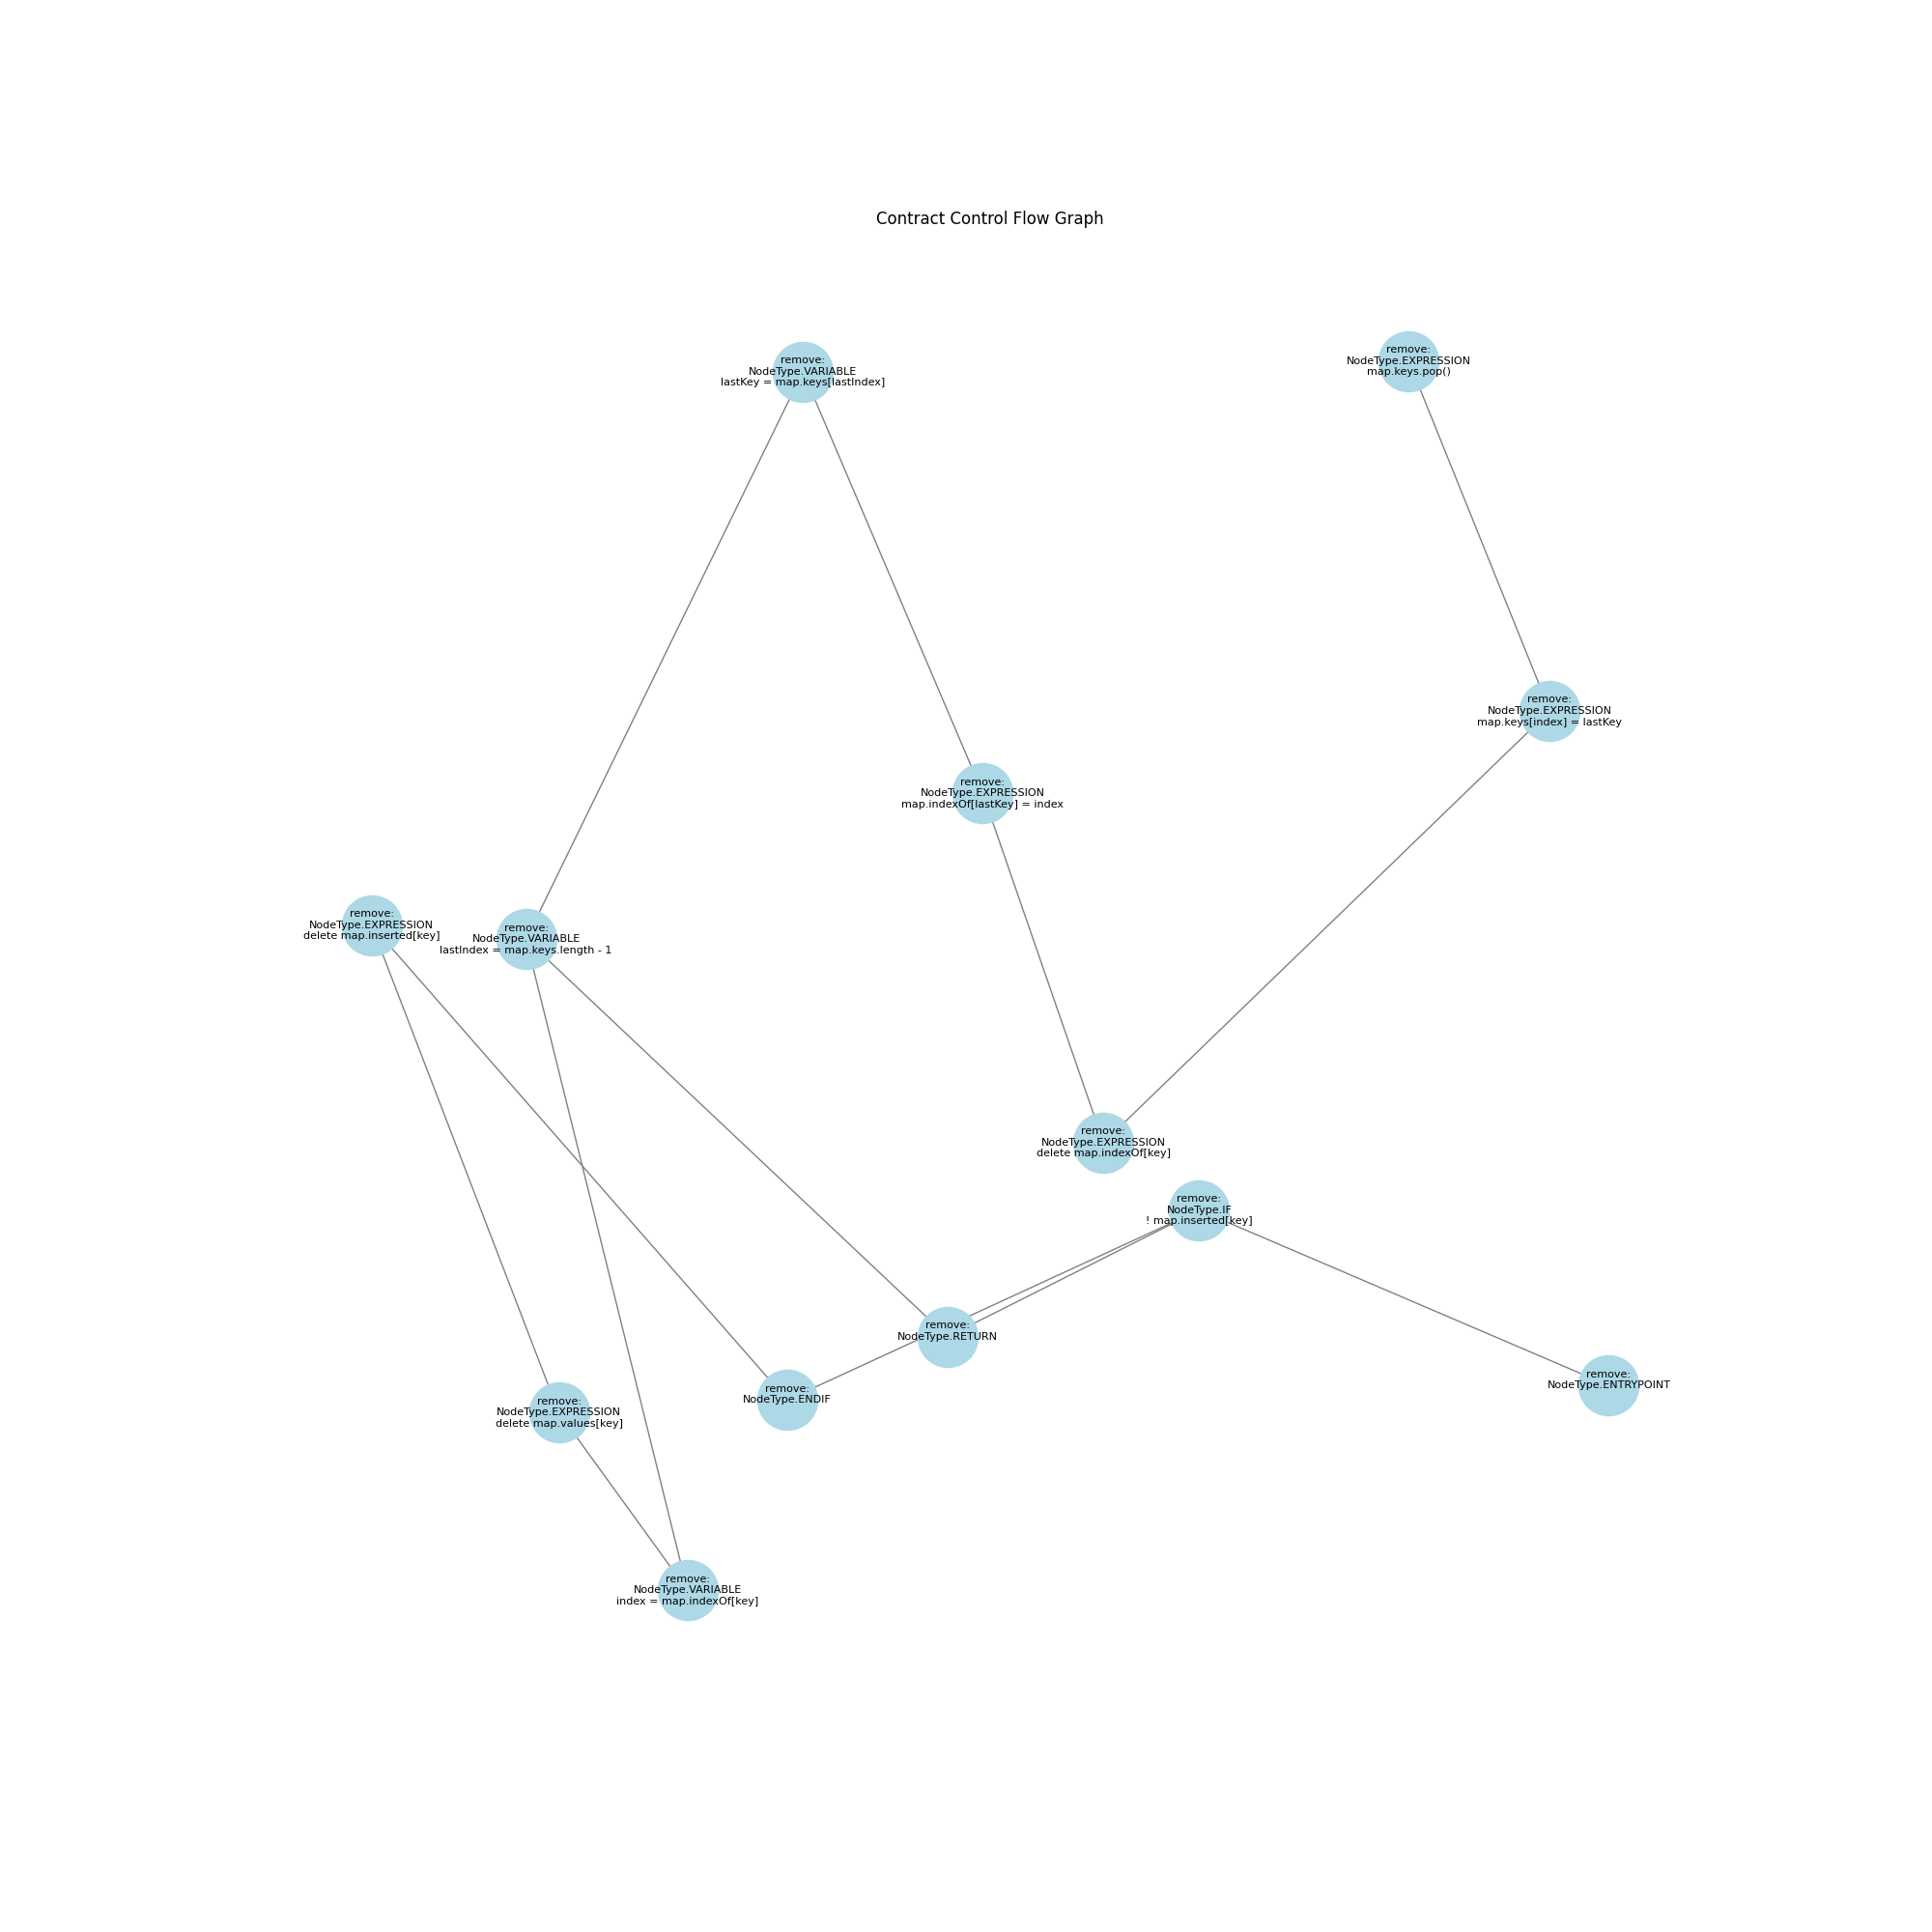 Contract Control Flow Graph
remove:
NodeType.EXPRESSION
map.keys.pop()
remove:
NodeType.VARIABLE
lastKey = map.keys[lastIndex]
remove:
NodeType.EXPRESSION
map.keys[index] = lastKey
remove:
NodeType.EXPRESSION
map.indexOf[lastKey] = index
remove:
NodeType.EXPRESSION
delete map.inserted[key]
remove:
NodeType.VARIABLE
lastIndex = map.keys.length - 1
remove:
NodeType.EXPRESSION
delete map.indexOf[key]
remove:
NodeType.IF
! map.inserted[key]
remove:
NodeType.RETURN
remove:
NodeType.ENTRYPOINT
remove:
NodeType.ENDIF
remove:
NodeType.EXPRESSION
delete map.values[key]
remove:
NodeType.VARIABLE
index = map.indexOf[key]